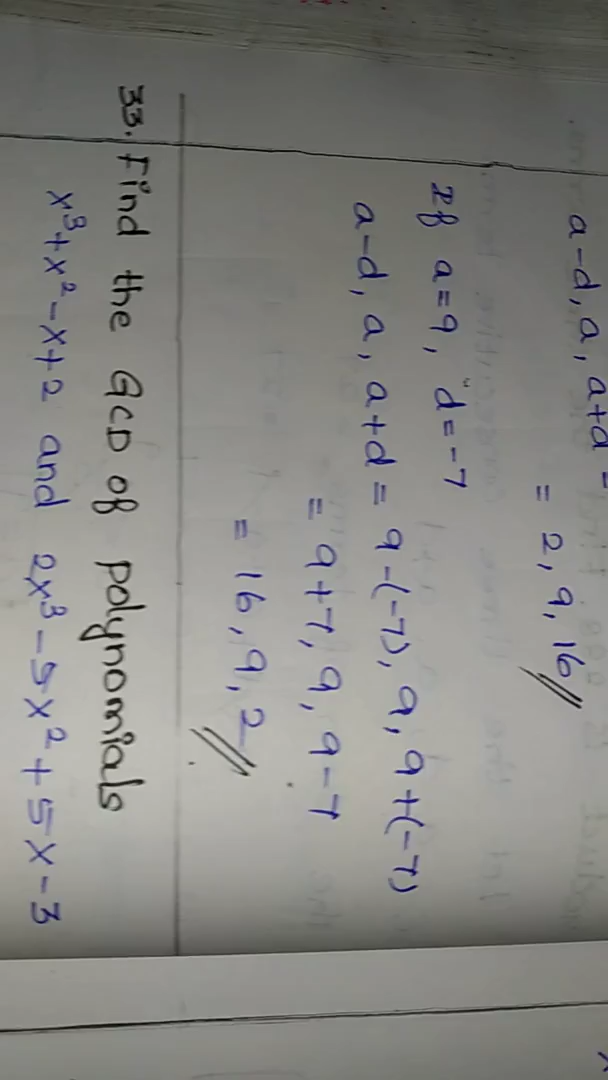 a-d, a, a+d =
= 2, 9, 16//
If a=9, d=-7
a-d, a, a+d = 9-(-7), 9, 9+(-7)
= 9+7, 9, 9-7
= 16, 9, 2//
33. Find the GCD of polynomials
x³+x²-x+2 and 2x³-5x²+5x-3